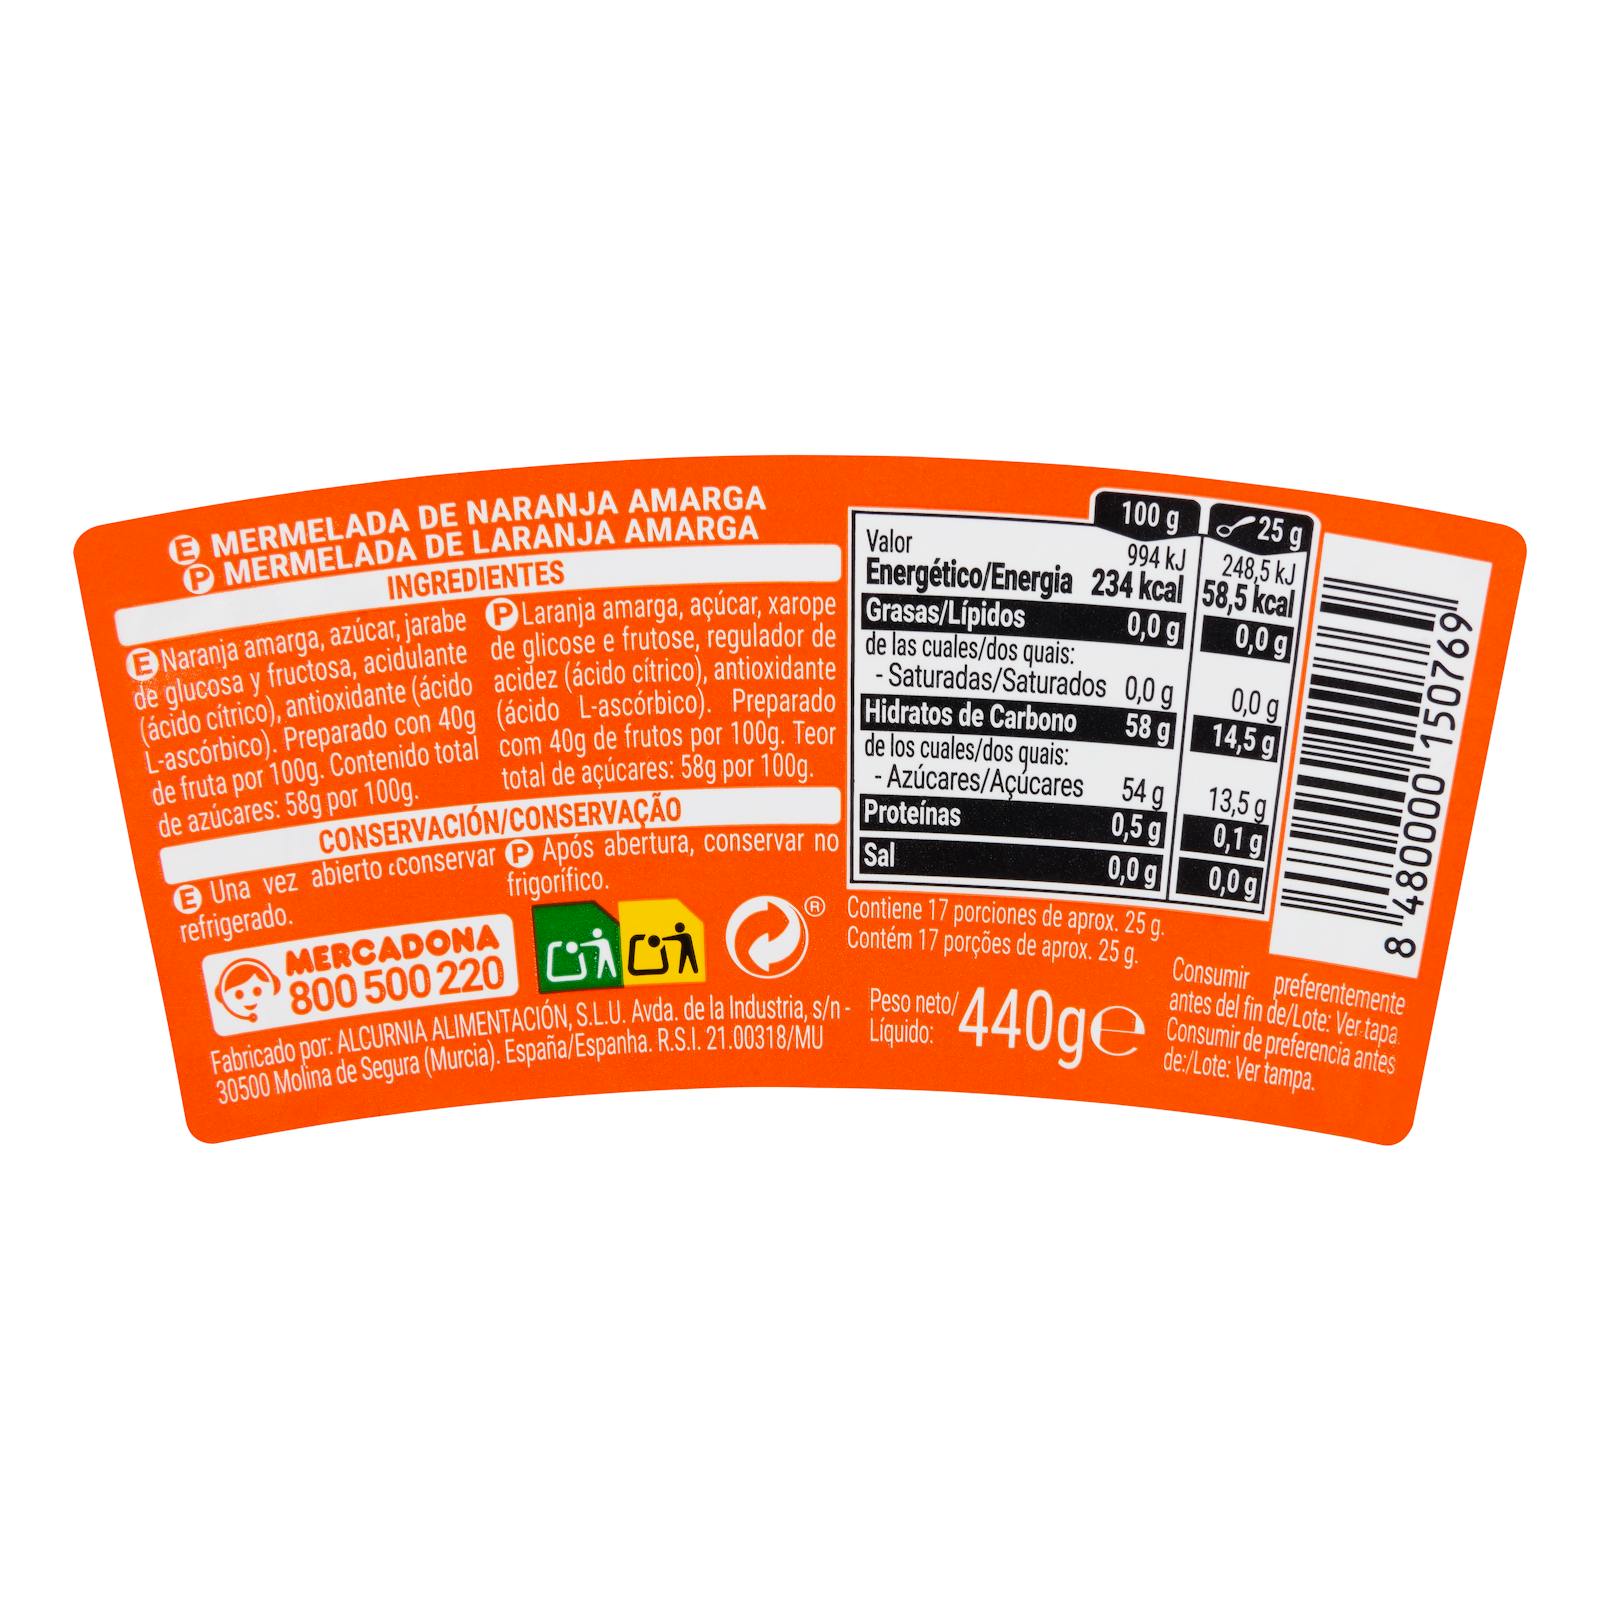 E MERMELADA DE NARANJA AMARGA
P MERMELADA DE LARANJA AMARGA
INGREDIENTES
E Naranja amarga, azúcar, jarabe
de glucosa y fructosa, acidulante
(ácido cítrico), antioxidante (ácido
L-ascórbico). Preparado con 40g
de fruta por 100g. Contenido total
de azúcares: 58g por 100g.
P Laranja amarga, açúcar, xarope
de glicose e frutose, regulador de
acidez (ácido cítrico), antioxidante
(ácido L-ascórbico). Preparado
com 40g de frutos por 100g. Teor
total de açúcares: 58g por 100g.
CONSERVACIÓN/CONSERVAÇÃO
E Una vez abierto conservar
refrigerado.
P Após abertura, conservar no
frigorífico.
MERCADONA
800 500 220
®
Fabricado por: ALCURNIA ALIMENTACIÓN, S.L.U. Avda. de la Industria, s/n-
30500 Molina de Segura (Murcia). España/Espanha. R.S.I. 21.00318/MU
100 g 25 g
Valor 994 kJ 248,5 kJ
Energético/Energia 234 kcal 58,5 kcal
Grasas/Lípidos 0,0 g 0,0 g
de las cuales/dos quais:
- Saturadas/Saturados 0,0 g 0,0 g
Hidratos de Carbono 58 g 14,5 g
de los cuales/dos quais:
- Azúcares/Açúcares 54 g 13,5 g
Proteínas 0,5 g 0,1 g
Sal 0,0 g 0,0 g
Contiene 17 porciones de aprox. 25 g.
Contém 17 porções de aprox. 25 g.
Peso neto/
Líquido:
440g e
Consumir preferentemente
antes del fin de/Lote: Ver tapa.
Consumir de preferencia antes
de:/Lote: Ver tampa.
8 480000 150769